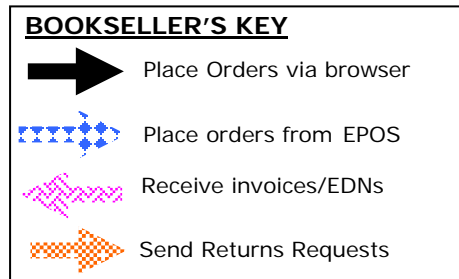 BOOKSELLER'S KEY
Place Orders via browser
Place orders from EPOS
Receive invoices/EDNs
Send Returns Requests